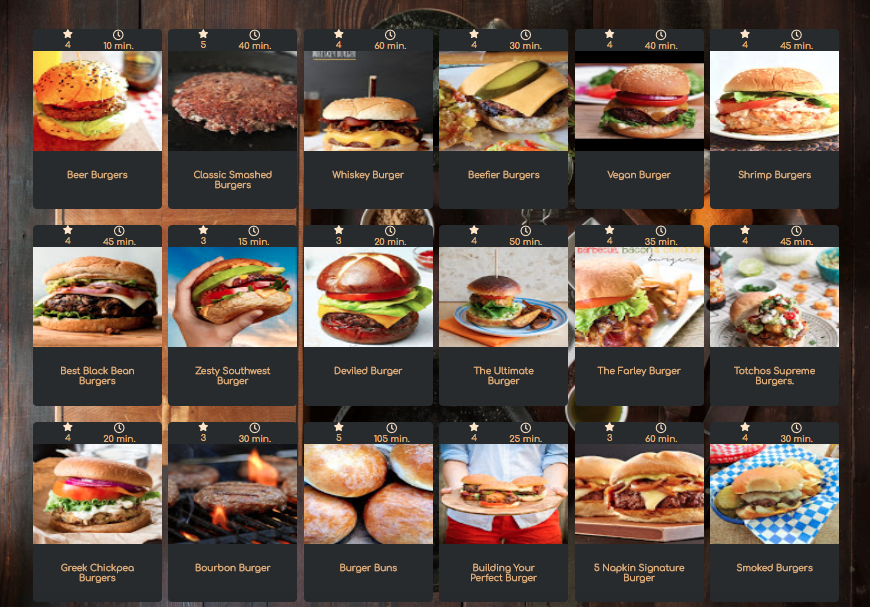 4 10 min. 5 40 min. 4 60 min. 4 30 min. 4 40 min. 4 45 min.
Beer Burgers
Classic Smashed
Burgers
Whiskey Burger
Beefier Burgers
Vegan Burger
Shrimp Burgers
4 45 min. 3 15 min. 3 20 min. 4 50 min. 4 35 min. 4 45 min.
burger
Best Black Bean
Burgers
Zesty Southwest
Burger
Deviled Burger
The Ultimate
Burger
The Farley Burger
Totchos Supreme
Burgers.
4 20 min. 3 30 min. 5 105 min. 4 25 min. 3 60 min. 4 30 min.
Greek Chickpea
Burgers
Bourbon Burger
Burger Buns
Building Your
Perfect Burger
5 Napkin Signature
Burger
Smoked Burgers